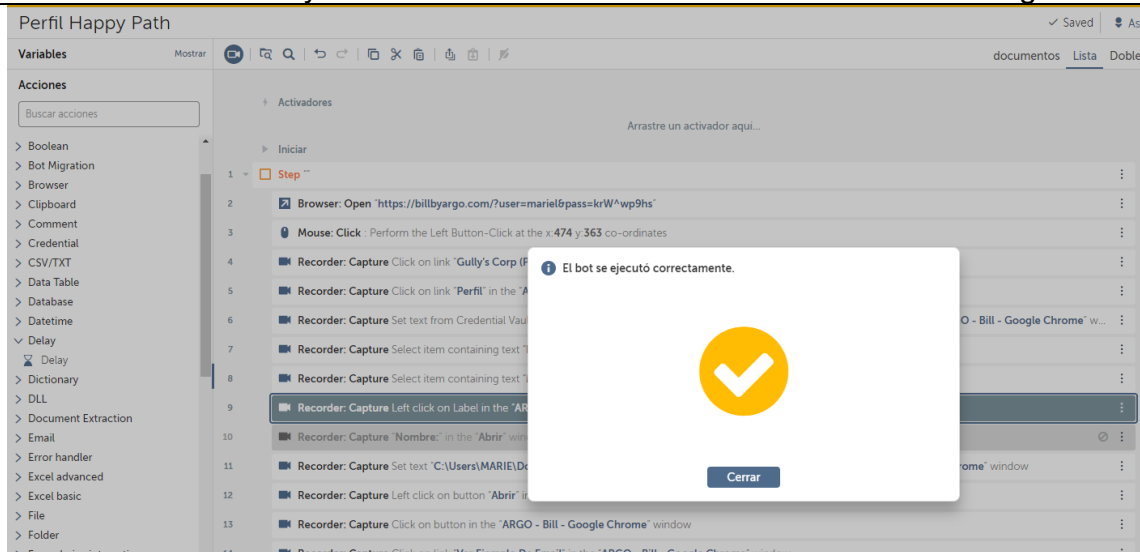 Perfil Happy Path
Saved
As
Variables
Mostrar
documentos Lista Doble
Acciones
Buscar acciones
> Boolean
> Bot Migration
> Browser
> Clipboard
> Comment
> Credential
> CSV/TXT
> Data Table
> Database
> Datetime
Delay
Delay
> Dictionary
> DLL
> Document Extraction
> Email
> Error handler
> Excel advanced
> Excel basic
> File
> Folder
Activadores
Arrastre un activador aqui...
Iniciar
1 Step ""
2 Browser: Open "https://billbyargo.com/?user=mariel&pass=krW^wp9hs"
3 Mouse: Click : Perform the Left Button-Click at the x:474 y:363 co-ordinates
4 Recorder: Capture Click on link "Gully's Corp (P
5 Recorder: Capture Click on link "Perfil" in the "A
6 Recorder: Capture Set text from Credential Vau O - Bill - Google Chrome" w...
7 Recorder: Capture Select item containing text
8 Recorder: Capture Select item containing text
9 Recorder: Capture Left click on Label in the "AR
10 Recorder: Capture "Nombre:" in the "Abrir" win
11 Recorder: Capture Set text "C:\Users\MARIE\Do rome" window
12 Recorder: Capture Left click on button "Abrir" i
13 Recorder: Capture Click on button in the "ARGO - Bill - Google Chrome" window
El bot se ejecutó correctamente.
Cerrar